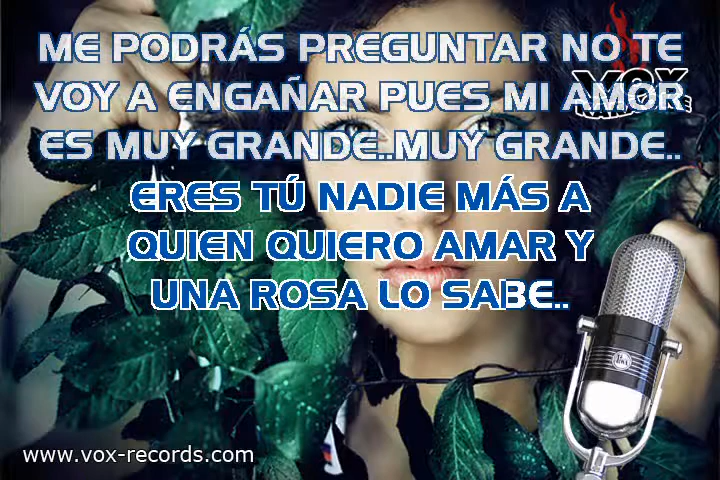 ME PODRÁS PREGUNTAR NO TE
VOY A ENGAÑAR PUES MI AMOR
ES MUY GRANDE..MUY GRANDE..
ERES TÚ NADIE MÁS A
QUIEN QUIERO AMAR Y
UNA ROSA LO SABE..
VOX
KARAOKE
www.vox-records.com